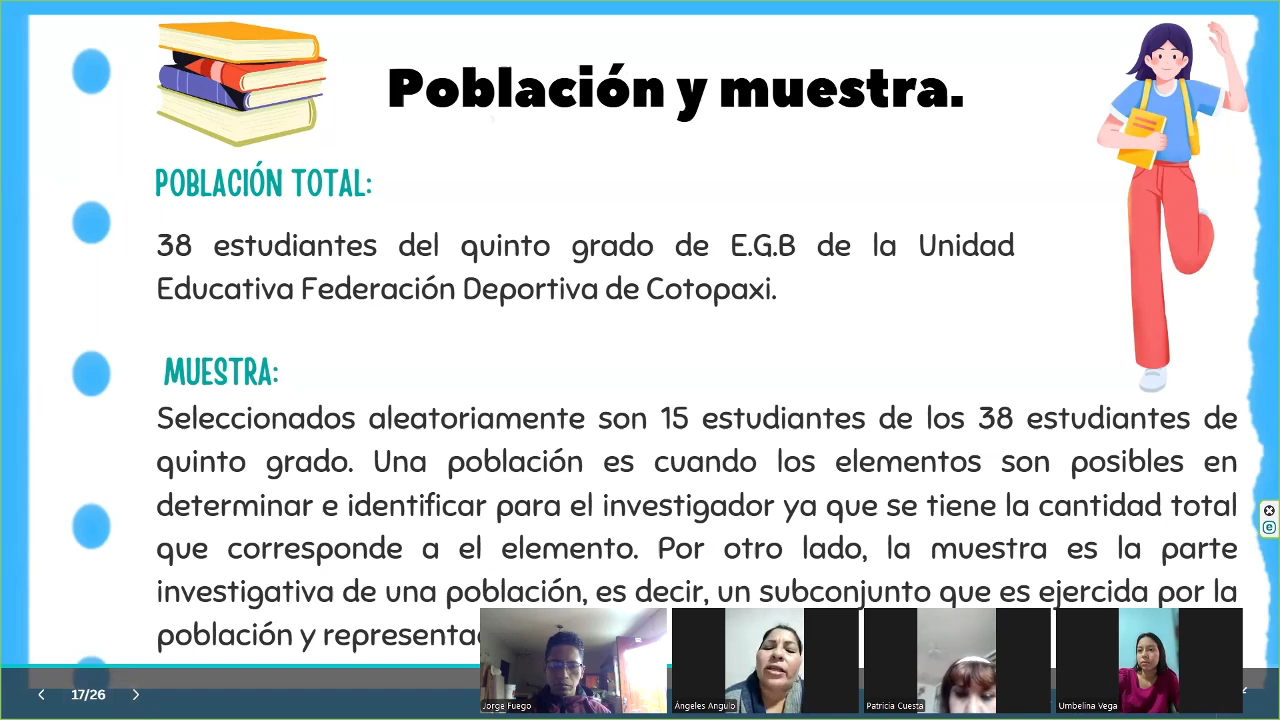 Población y muestra.
POBLACIÓN TOTAL:
38 estudiantes del quinto grado de E.G.B de la Unidad
Educativa Federación Deportiva de Cotopaxi.
MUESTRA:
Seleccionados aleatoriamente son 15 estudiantes de los 38 estudiantes de
quinto grado. Una población es cuando los elementos son posibles en
determinar e identificar para el investigador ya que se tiene la cantidad total
que corresponde a el elemento. Por otro lado, la muestra es la parte
investigativa de una población, es decir, un subconjunto que es ejercida por la
población y
17/26
Jorge Fuego
Ángeles Angulo
Patricia Cuesta
Umbelina Vega